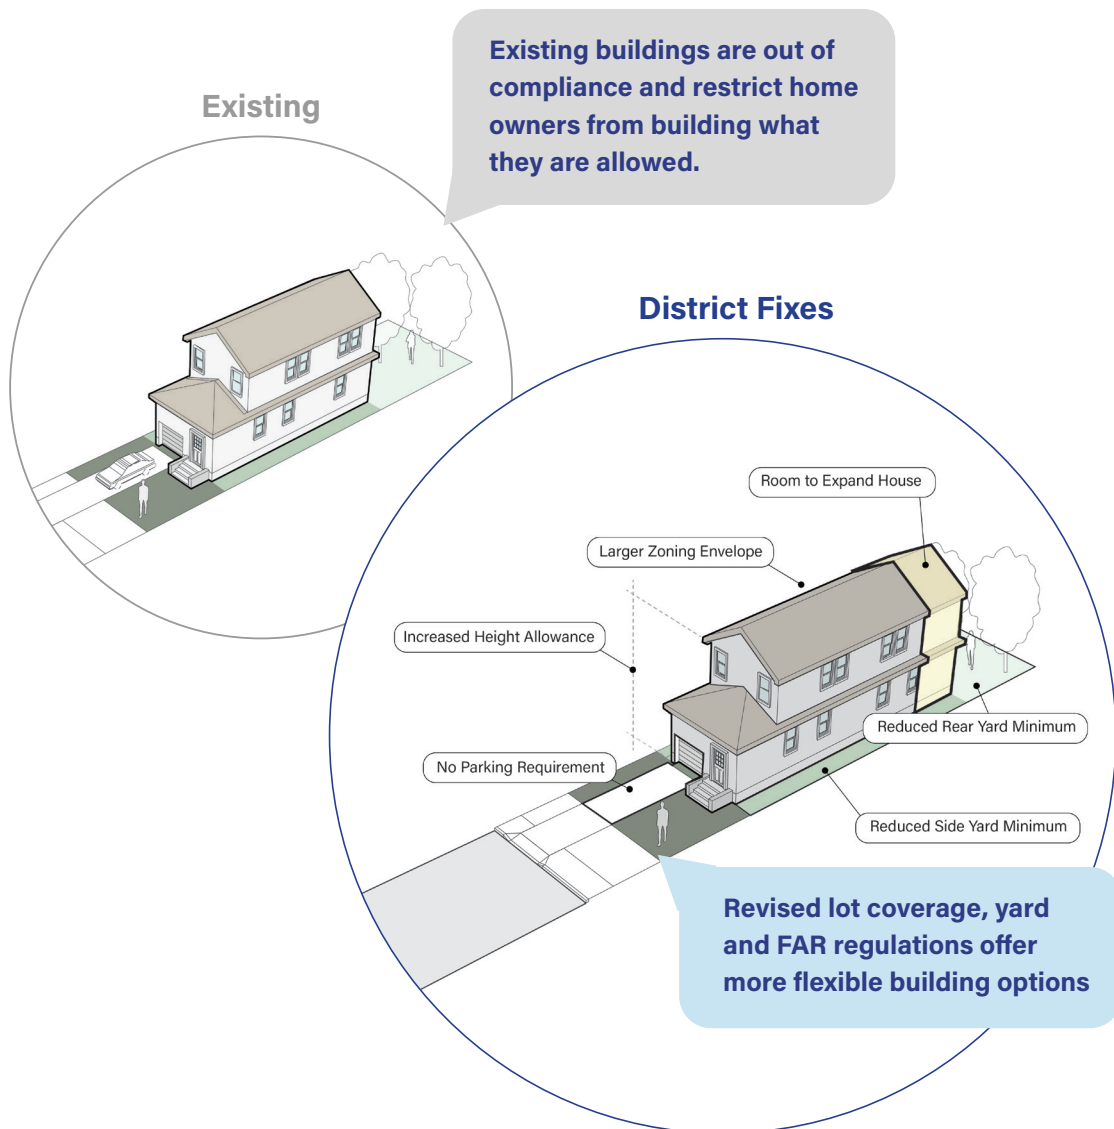 Existing
Existing buildings are out of
compliance and restrict home
owners from building what
they are allowed.
District Fixes
Room to Expand House
Larger Zoning Envelope
Increased Height Allowance
Reduced Rear Yard Minimum
No Parking Requirement
Reduced Side Yard Minimum
Revised lot coverage, yard
and FAR regulations offer
more flexible building options